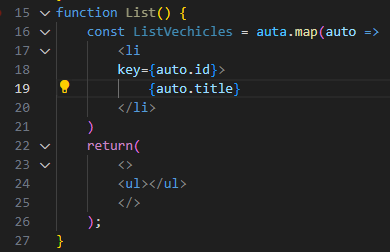 15 function List() {
16 const ListVechicles = auta.map(auto =>
17 <li
18 key={auto.id}>
19 {auto.title}
20 </li>
21 )
22 return(
23 <>
24 <ul></ul>
25 </>
26 );
27 }